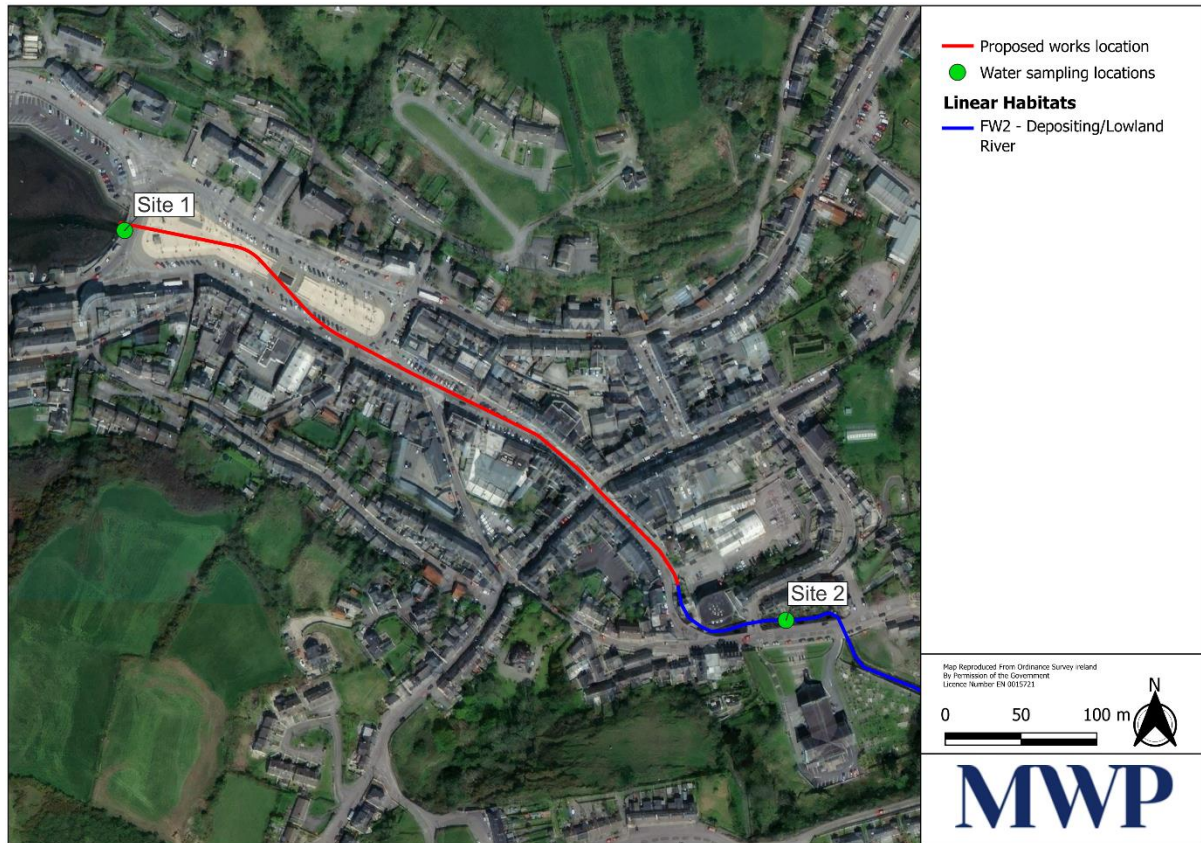 Site 1
Site 2
Proposed works location
Water sampling locations
Linear Habitats
FW2 - Depositing/Lowland
River
Map Reproduced From Ordinance Survey Ireland
By Permission of the Government
Licence Number EN 0015721
N
0 50 100 m
MWP